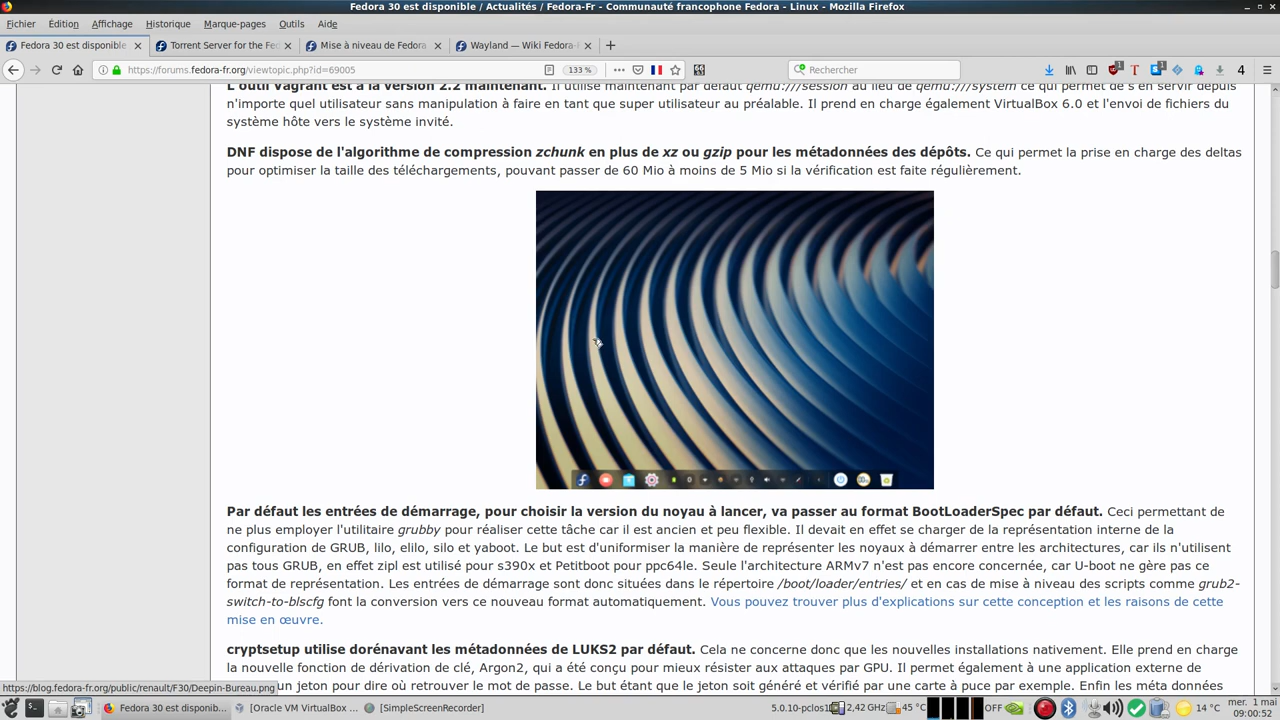 Fedora 30 est disponible / Actualités / Fedora-Fr - Communauté francophone Fedora - Linux - Mozilla Firefox
Fichier Édition Affichage Historique Marque-pages Outils Aide
Fedora 30 est disponible
Torrent Server for the Fed
Mise à niveau de Fedora
Wayland — Wiki Fedora-
https://forums.fedora-fr.org/viewtopic.php?id=69005
133 %
Rechercher
1
1
4
L'outil Vagrant est à la version 2.2 maintenant. Il utilise maintenant par défaut qemu:///session au lieu de qemu:///system ce qui permet de s'en servir depuis
n'importe quel utilisateur sans manipulation à faire en tant que super utilisateur au préalable. Il prend en charge également VirtualBox 6.0 et l'envoi de fichiers du
système hôte vers le système invité.
DNF dispose de l'algorithme de compression zchunk en plus de xz ou gzip pour les métadonnées des dépôts. Ce qui permet la prise en charge des deltas
pour optimiser la taille des téléchargements, pouvant passer de 60 Mio à moins de 5 Mio si la vérification est faite régulièrement.
Par défaut les entrées de démarrage, pour choisir la version du noyau à lancer, va passer au format BootLoaderSpec par défaut. Ceci permettant de
ne plus employer l'utilitaire grubby pour réaliser cette tâche car il est ancien et peu flexible. Il devait en effet se charger de la représentation interne de la
configuration de GRUB, lilo, elilo, silo et yaboot. Le but est d'uniformiser la manière de représenter les noyaux à démarrer entre les architectures, car ils n'utilisent
pas tous GRUB, en effet zipl est utilisé pour s390x et Petitboot pour ppc64le. Seule l'architecture ARMv7 n'est pas encore concernée, car U-boot ne gère pas ce
format de représentation. Les entrées de démarrage sont donc situées dans le répertoire /boot/loader/entries/ et en cas de mise à niveau des scripts comme grub2-
switch-to-blscfg font la conversion vers ce nouveau format automatiquement. Vous pouvez trouver plus d'explications sur cette conception et les raisons de cette
mise en œuvre.
cryptsetup utilise dorénavant les métadonnées de LUKS2 par défaut. Cela ne concerne donc que les nouvelles installations nativement. Elle prend en charge
la nouvelle fonction de dérivation de clé, Argon2, qui a été conçu pour mieux résister aux attaques par GPU. Il permet également à une application externe de
un jeton pour dire où retrouver le mot de passe. Le but étant que le jeton soit généré et vérifié par une carte à puce par exemple. Enfin les méta données
https://blog.fedora-fr.org/public/renault/F30/Deepin-Bureau.png
Fedora 30 est disponib...
[Oracle VM VirtualBox ...
[SimpleScreenRecorder]
5.0.10-pclos1
2,42 GHz
45 °C
OFF
14 °C
mer. 1 mai
09:00:52